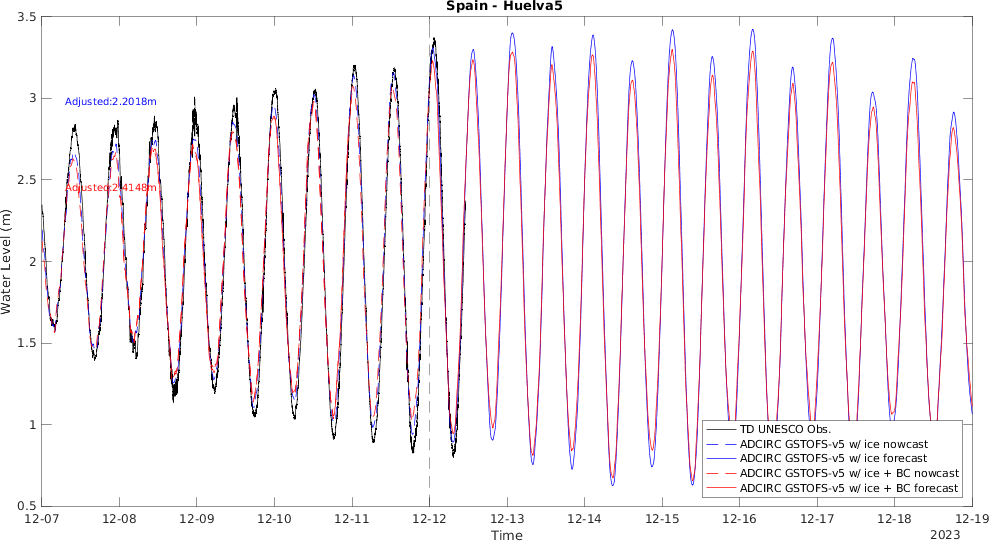 Spain - Huelva5
3.5
3
2.5
2
1.5
1
0.5
Water Level (m)
Adjusted:2.2018m
Adjusted:2.4148m
TD UNESCO Obs.
ADCIRC GSTOFS-v5 w/ ice nowcast
ADCIRC GSTOFS-v5 w/ ice forecast
ADCIRC GSTOFS-v5 w/ ice + BC nowcast
ADCIRC GSTOFS-v5 w/ ice + BC forecast
12-07 12-08 12-09 12-10 12-11 12-12 12-13 12-14 12-15 12-16 12-17 12-18 12-19
Time
2023